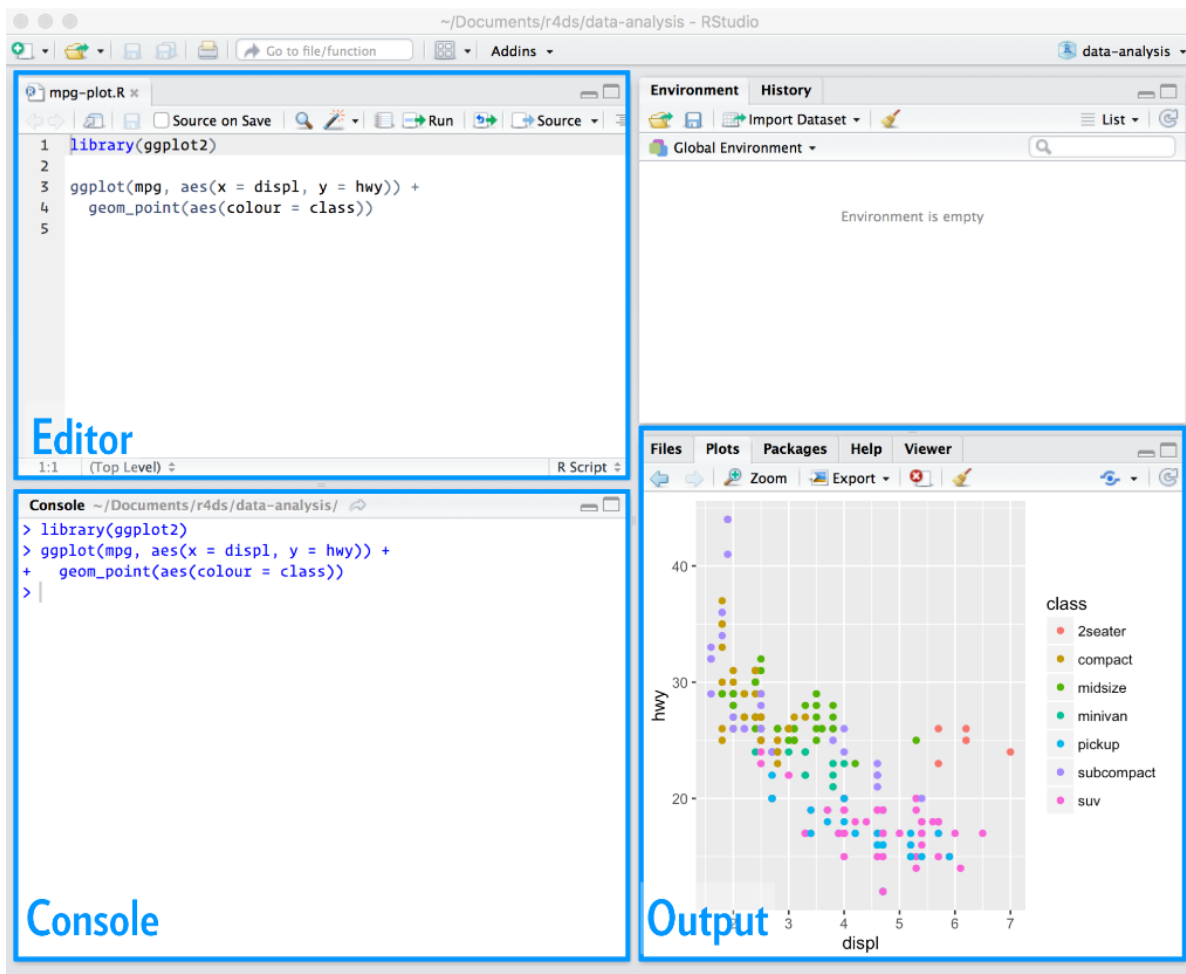 ~/Documents/r4ds/data-analysis - RStudio
Go to file/function
Addins
data-analysis
mpg-plot.R
Source on Save
Run
Source
1 library(ggplot2)
2
3 ggplot(mpg, aes(x = displ, y = hwy)) +
4 geom_point(aes(colour = class))
5
Editor
1:1 (Top Level) R Script
Console ~/Documents/r4ds/data-analysis/
> library(ggplot2)
> ggplot(mpg, aes(x = displ, y = hwy)) +
+ geom_point(aes(colour = class))
>
Console
Environment History
Import Dataset
List
Global Environment
Environment is empty
Files Plots Packages Help Viewer
Zoom Export
40
30
20
hwy
2 3 4 5 6 7
displ
class
2seater
compact
midsize
minivan
pickup
subcompact
suv
Output